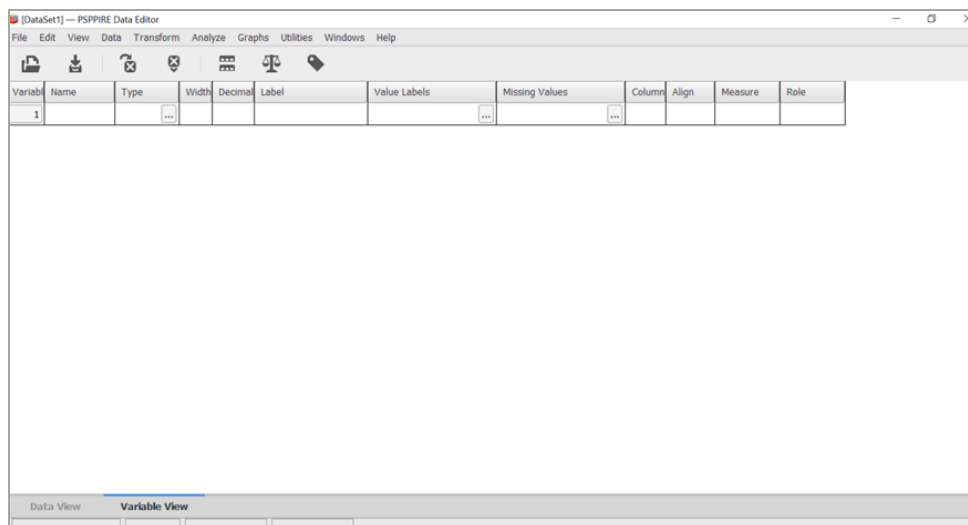 [DataSet1] — PSPPIRE Data Editor
File Edit View Data Transform Analyze Graphs Utilities Windows Help
Variabl Name Type Width Decimal Label Value Labels Missing Values Column Align Measure Role
1 ... ... ...
Data View Variable View